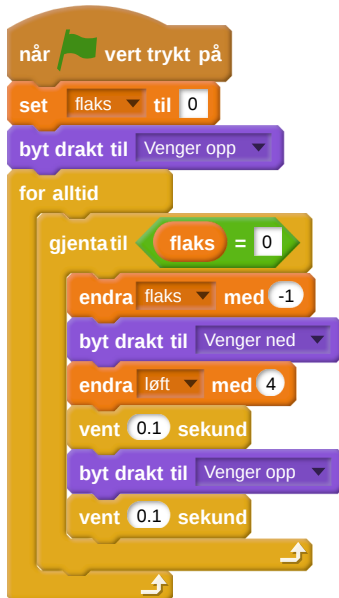 når vert trykt på
set flaks til 0
byt drakt til Venger opp
for alltid
gjenta til flaks = 0
endra flaks med -1
byt drakt til Venger ned
endra løft med 4
vent 0.1 sekund
byt drakt til Venger opp
vent 0.1 sekund